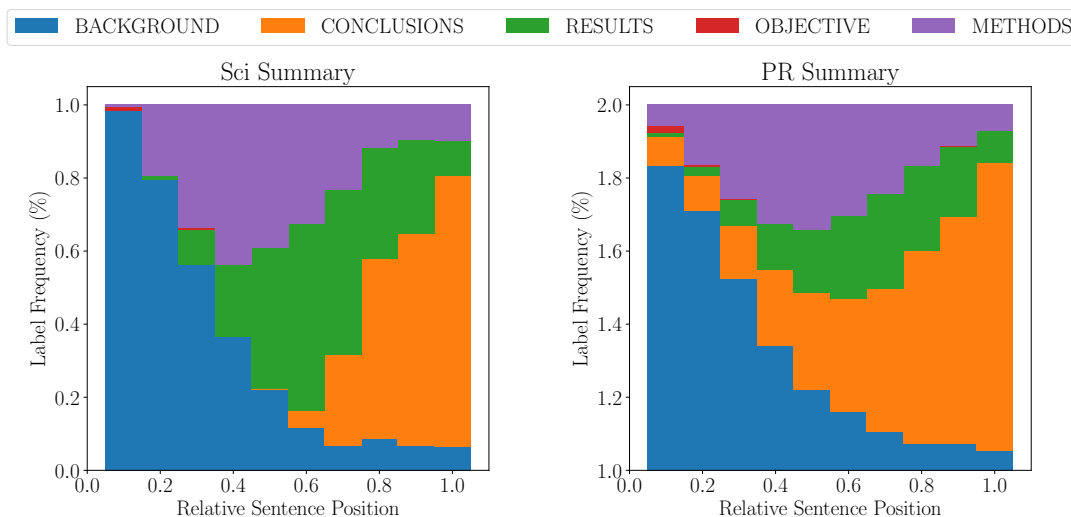 BACKGROUND CONCLUSIONS RESULTS OBJECTIVE METHODS
Sci Summary
1.0
0.8
0.6
0.4
0.2
0.0
Label Frequency (%)
0.0 0.2 0.4 0.6 0.8 1.0
Relative Sentence Position
PR Summary
2.0
1.8
1.6
1.4
1.2
1.0
Label Frequency (%)
0.0 0.2 0.4 0.6 0.8 1.0
Relative Sentence Position